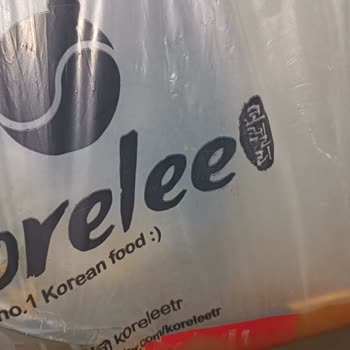 orelee
no.1 Korean food :)
koreleetr
.com/koreleetr